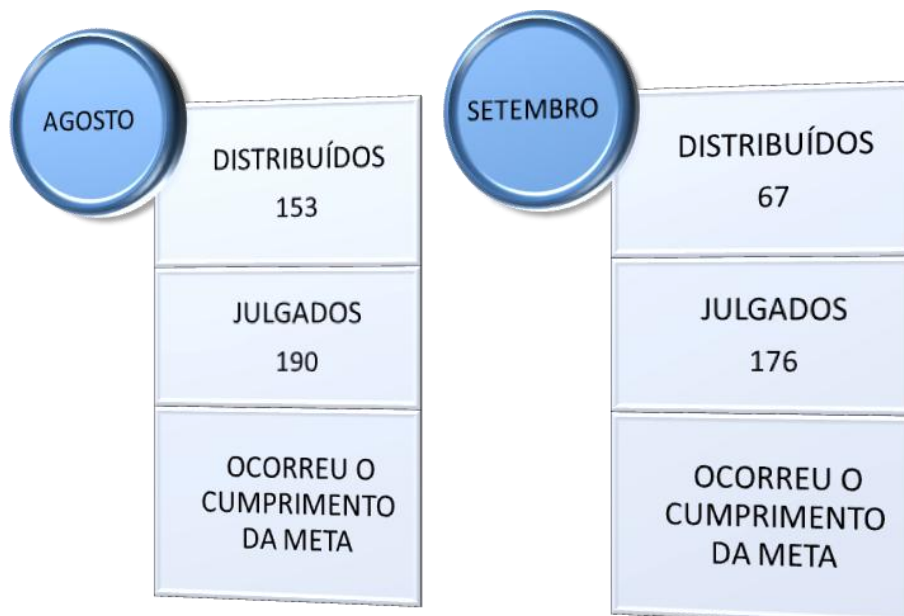 AGOSTO
DISTRIBUÍDOS
153
JULGADOS
190
OCORREU O
CUMPRIMENTO
DA META
SETEMBRO
DISTRIBUÍDOS
67
JULGADOS
176
OCORREU O
CUMPRIMENTO
DA META